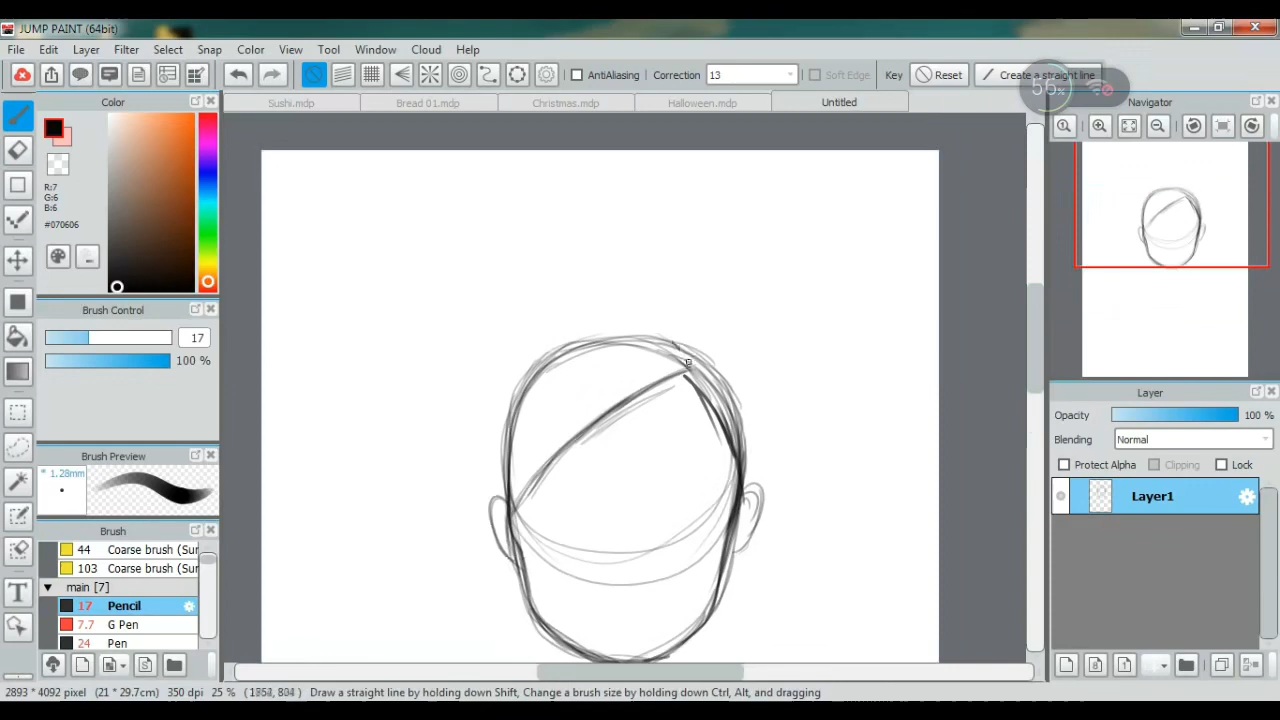 JUMP PAINT (64bit)
File Edit Layer Filter Select Snap Color View Tool Window Cloud Help
AntiAliasing Correction 13 Soft Edge Key Reset Create a straight line
56%
Color
Sushi.mdp Bread 01.mdp Christmas.mdp Halloween.mdp Untitled
Navigator
R:7
G:6
B:6
#070606
Brush Control
17
100 %
Brush Preview
* 1.28mm
Brush
44 Coarse brush (Sur
103 Coarse brush (Sur
main [7]
17 Pencil
7.7 G Pen
24 Pen
Layer
Opacity 100 %
Blending Normal
Protect Alpha Clipping Lock
Layer1
T
2893 * 4092 pixel (21 * 29.7cm) 350 dpi 25 % Draw a straight line by holding down Shift, Change a brush size by holding down Ctrl, Alt, and dragging